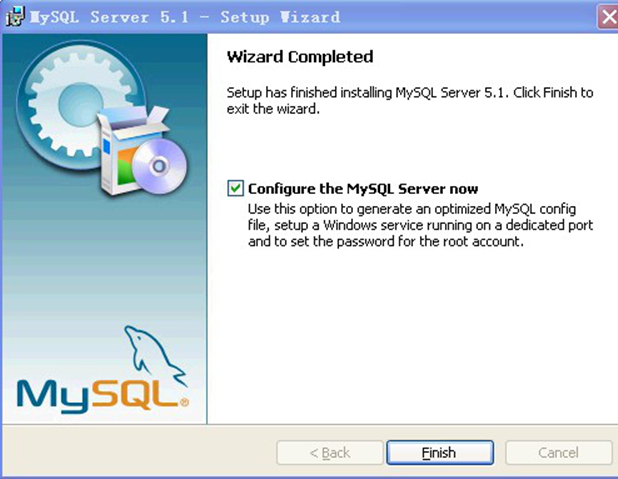 MySQL Server 5.1 - Setup Wizard
Wizard Completed
Setup has finished installing MySQL Server 5.1. Click Finish to
exit the wizard.
Configure the MySQL Server now
Use this option to generate an optimized MySQL config
file, setup a Windows service running on a dedicated port
and to set the password for the root account.
MySQL®
< Back
Finish
Cancel